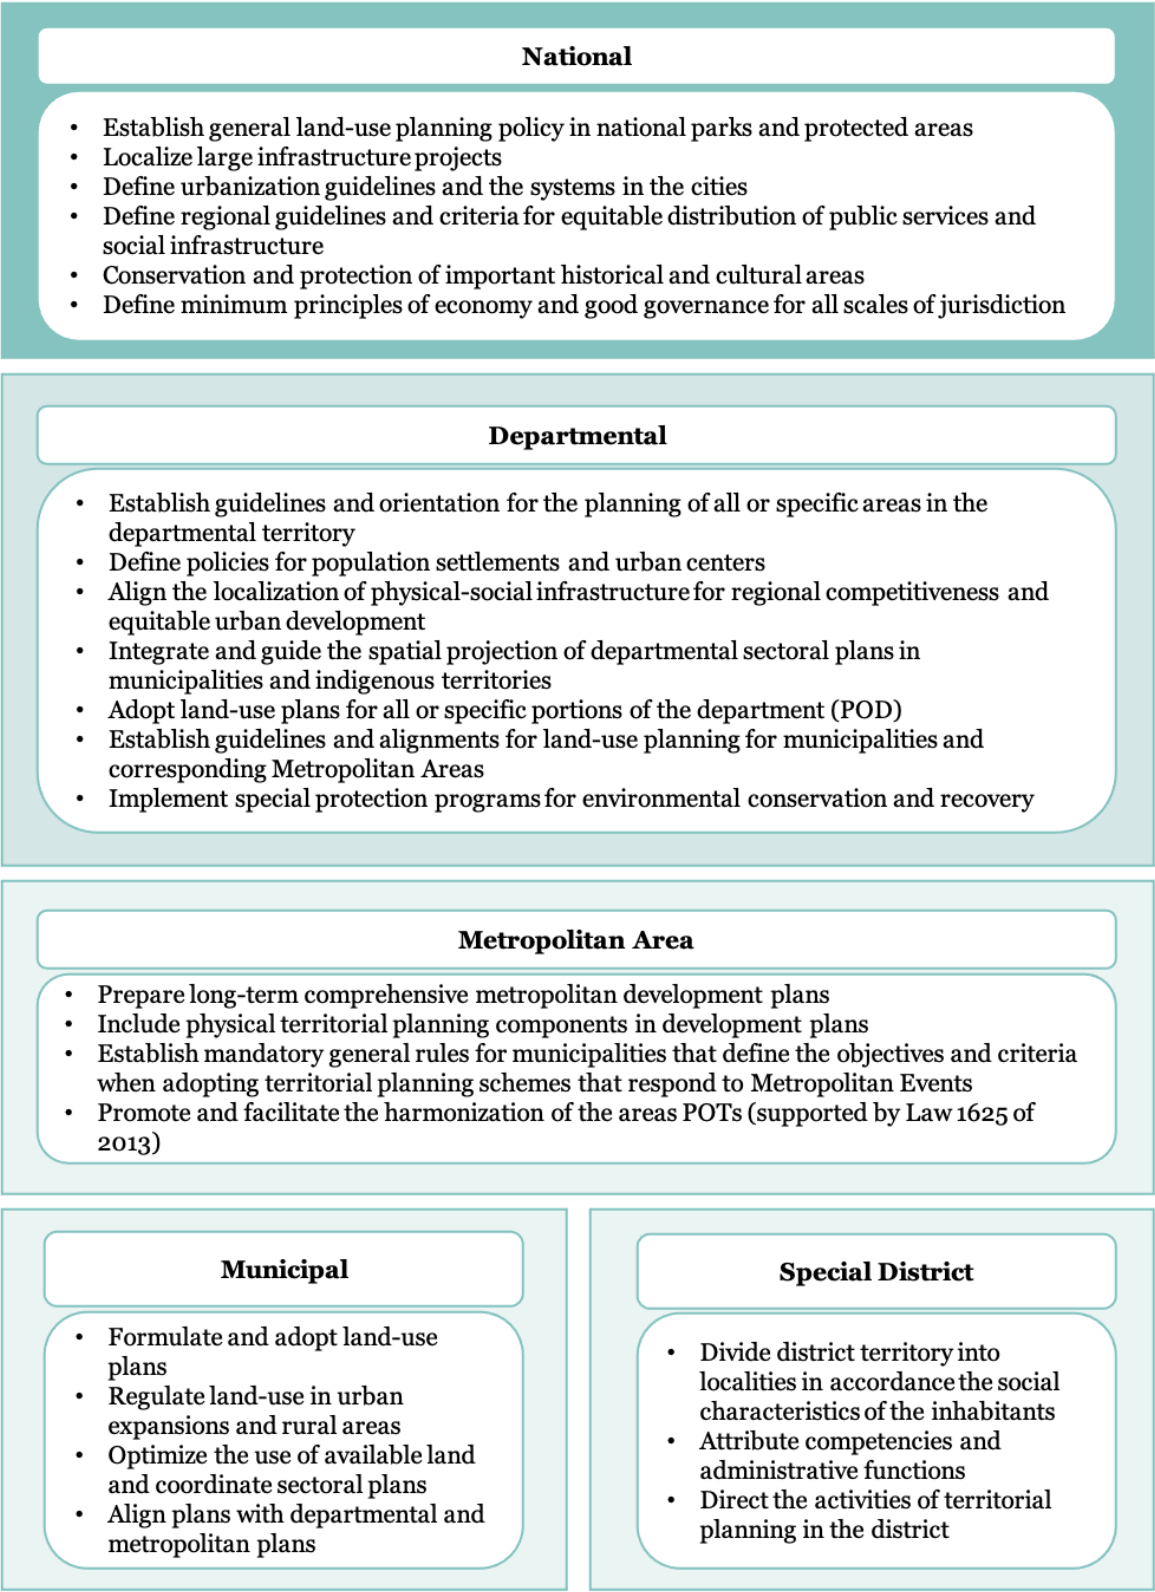 National
• Establish general land-use planning policy in national parks and protected areas
• Localize large infrastructure projects
• Define urbanization guidelines and the systems in the cities
• Define regional guidelines and criteria for equitable distribution of public services and
social infrastructure
• Conservation and protection of important historical and cultural areas
• Define minimum principles of economy and good governance for all scales of jurisdiction
Departmental
• Establish guidelines and orientation for the planning of all or specific areas in the
departmental territory
• Define policies for population settlements and urban centers
• Align the localization of physical-social infrastructure for regional competitiveness and
equitable urban development
• Integrate and guide the spatial projection of departmental sectoral plans in
municipalities and indigenous territories
• Adopt land-use plans for all or specific portions of the department (POD)
• Establish guidelines and alignments for land-use planning for municipalities and
corresponding Metropolitan Areas
• Implement special protection programs for environmental conservation and recovery
Metropolitan Area
• Prepare long-term comprehensive metropolitan development plans
• Include physical territorial planning components in development plans
• Establish mandatory general rules for municipalities that define the objectives and criteria
when adopting territorial planning schemes that respond to Metropolitan Events
• Promote and facilitate the harmonization of the areas POTs (supported by Law 1625 of
2013)
Municipal
• Formulate and adopt land-use
plans
• Regulate land-use in urban
expansions and rural areas
• Optimize the use of available land
and coordinate sectoral plans
• Align plans with departmental and
metropolitan plans
Special District
• Divide district territory into
localities in accordance the social
characteristics of the inhabitants
• Attribute competencies and
administrative functions
• Direct the activities of territorial
planning in the district